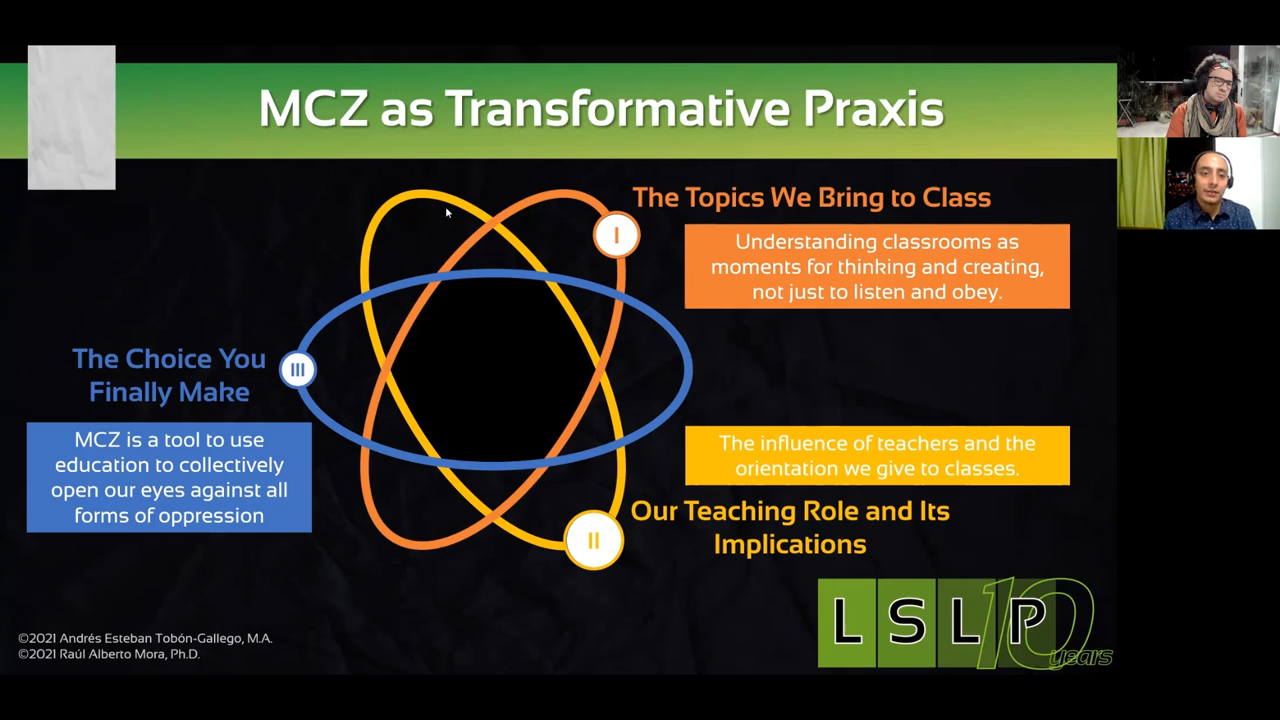 MCZ as Transformative Praxis
The Topics We Bring to Class
I
Understanding classrooms as
moments for thinking and creating,
not just to listen and obey.
The Choice You
Finally Make
III
MCZ is a tool to use
education to collectively
open our eyes against all
forms of oppression
The influence of teachers and the
orientation we give to classes.
II
Our Teaching Role and Its
Implications
LSLP
10
years
©2021 Andrés Esteban Tobón-Gallego, M.A.
©2021 Raúl Alberto Mora, Ph.D.